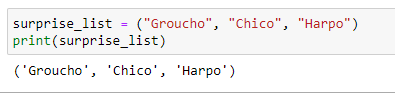 surprise_list = ("Groucho", "Chico", "Harpo")
print(surprise_list)
('Groucho', 'Chico', 'Harpo')